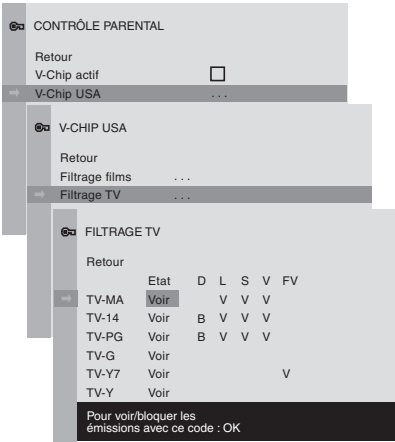 CONTRÔLE PARENTAL
Retour
V-Chip actif
V-Chip USA ...
V-CHIP USA
Retour
Filtrage films ...
Filtrage TV ...
FILTRAGE TV
Retour
Etat D L S V FV
TV-MA Voir V V V
TV-14 Voir B V V V
TV-PG Voir B V V V
TV-G Voir
TV-Y7 Voir V
TV-Y Voir
Pour voir/bloquer les
émissions avec ce code : OK